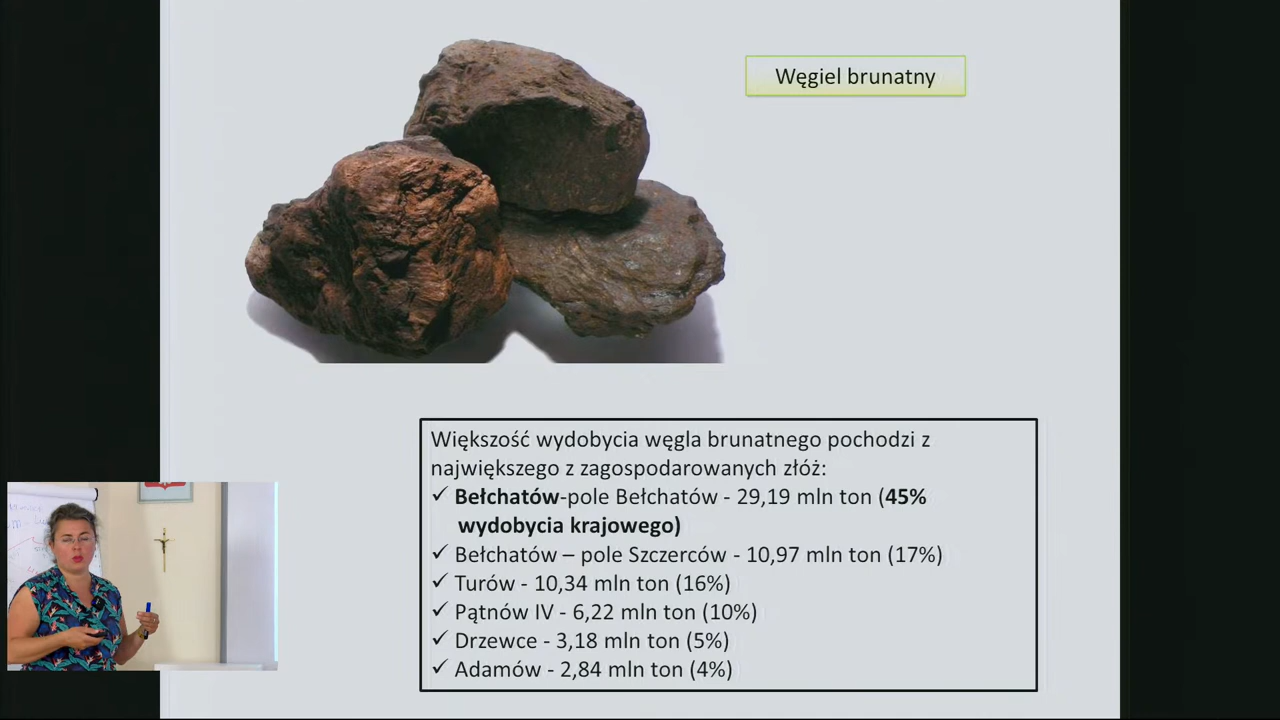 Węgiel brunatny
Większość wydobycia węgla brunatnego pochodzi z
największego z zagospodarowanych złóż:
✓ Bełchatów-pole Bełchatów - 29,19 mln ton (45%
wydobycia krajowego)
✓ Bełchatów – pole Szczerców - 10,97 mln ton (17%)
✓ Turów - 10,34 mln ton (16%)
✓ Pątnów IV - 6,22 mln ton (10%)
✓ Drzewce - 3,18 mln ton (5%)
✓ Adamów - 2,84 mln ton (4%)